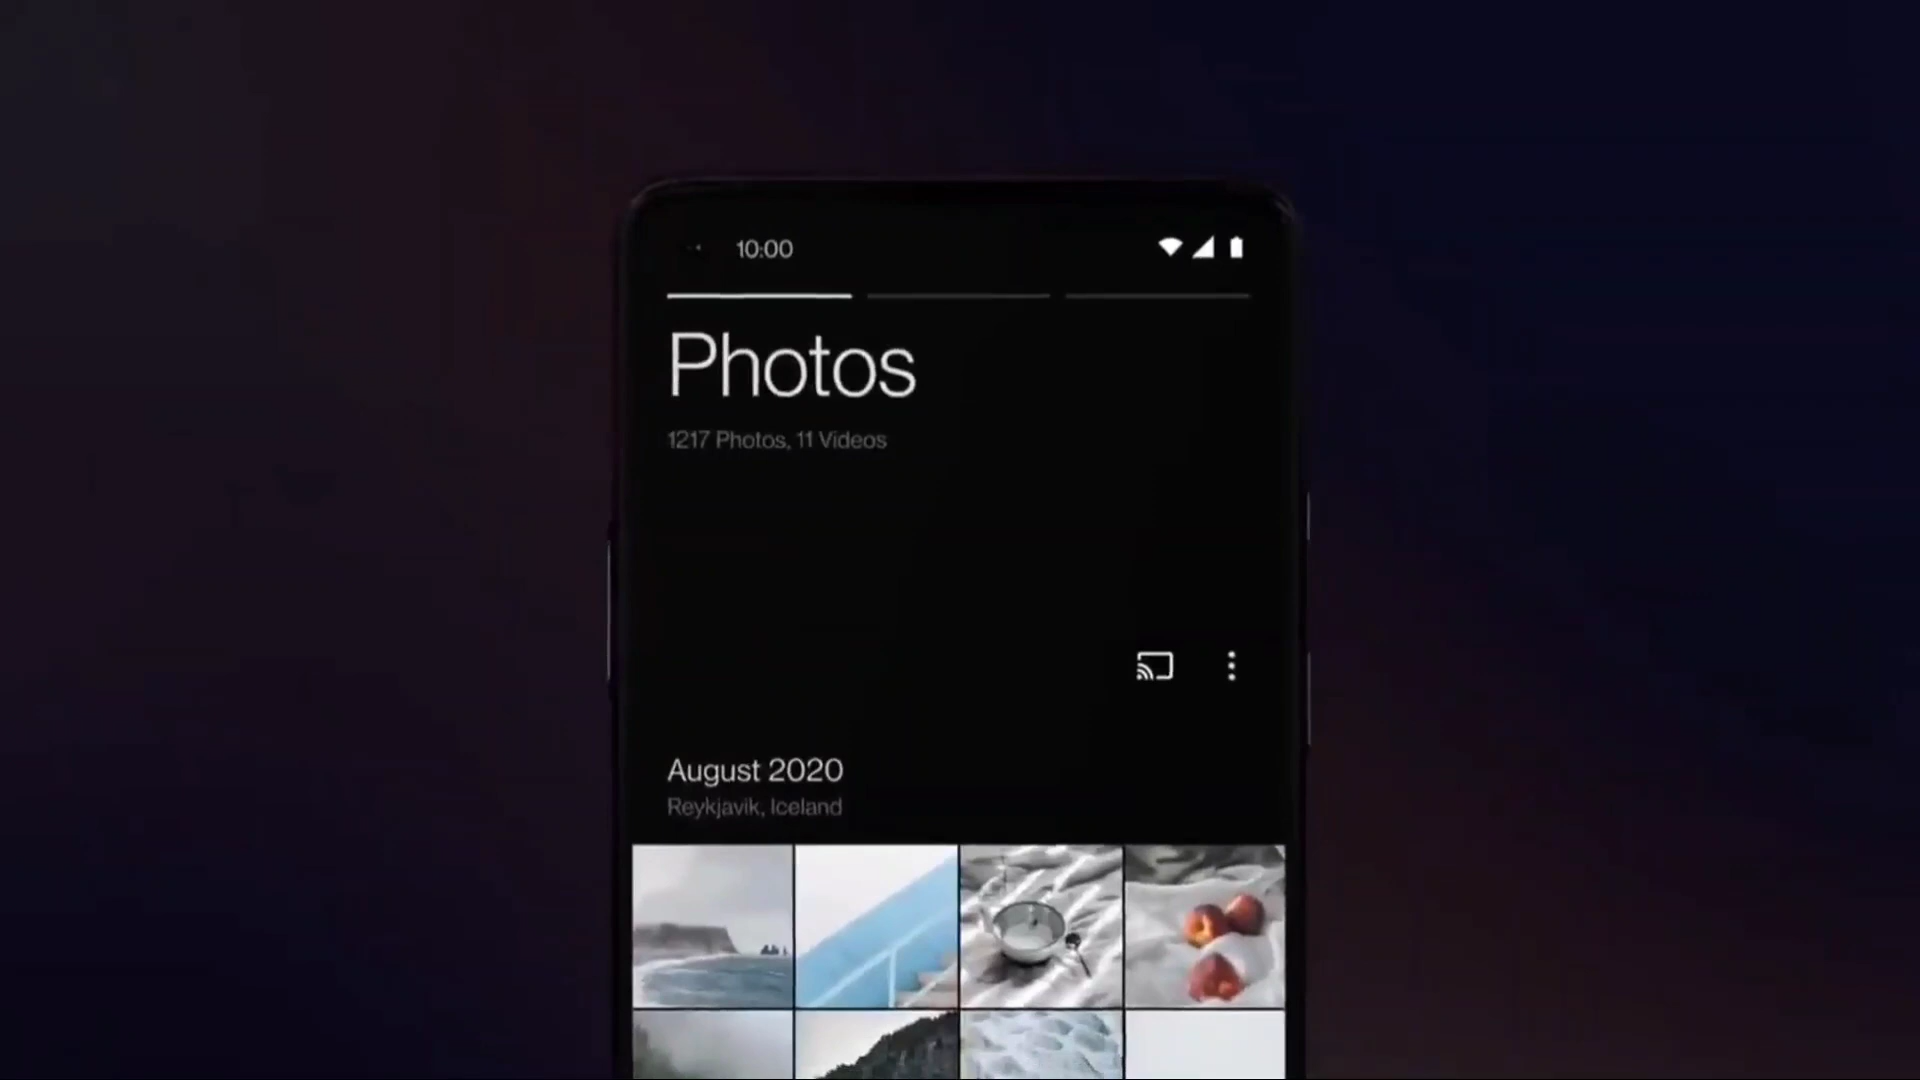 10:00
Photos
1217 Photos, 11 Videos
August 2020
Reykjavik, Iceland